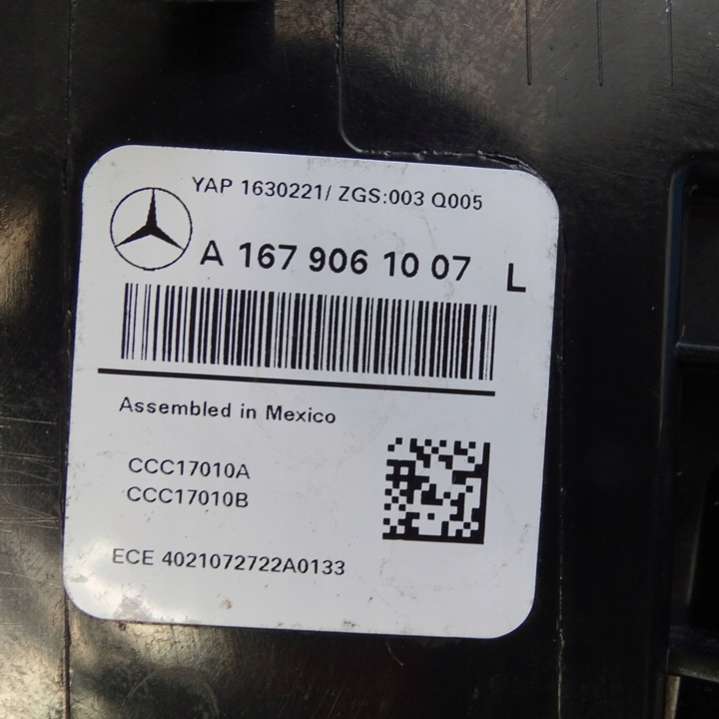 YAP 1630221/ ZGS:003 Q005
A 167 906 10 07 L
Assembled in Mexico
CCC17010A
CCC17010B
ECE 4021072722A0133